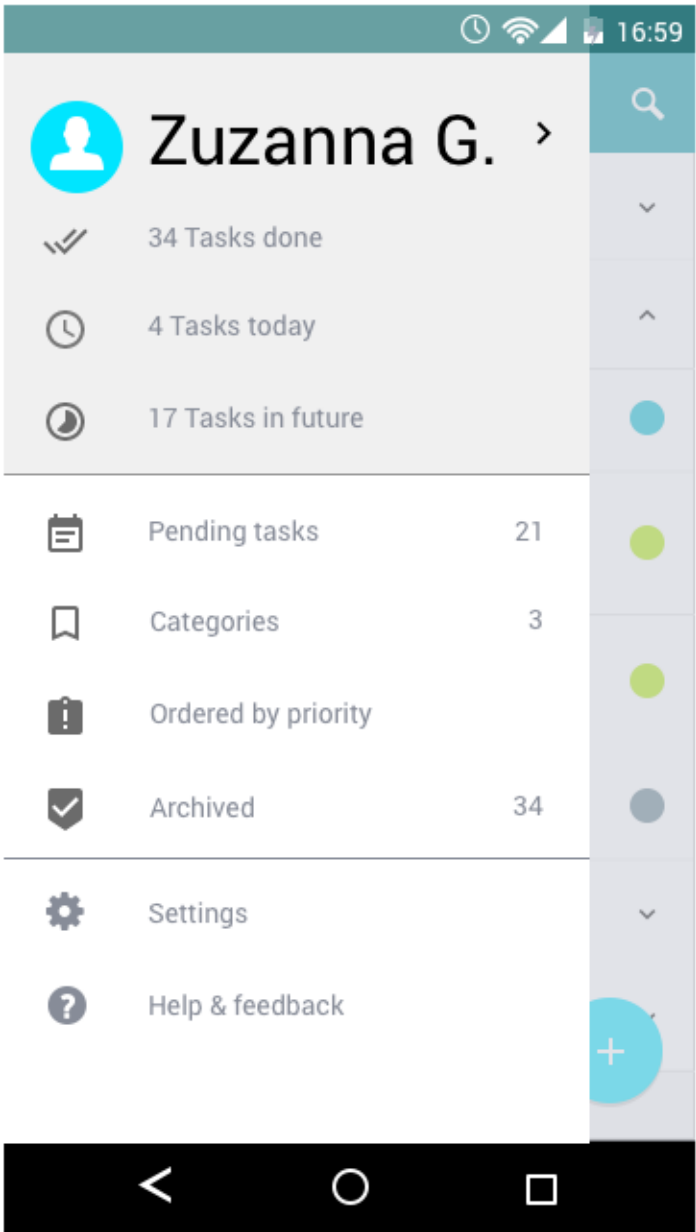 16:59
Zuzanna G.
34 Tasks done
4 Tasks today
17 Tasks in future
Pending tasks 21
Categories 3
Ordered by priority
Archived 34
Settings
Help & feedback